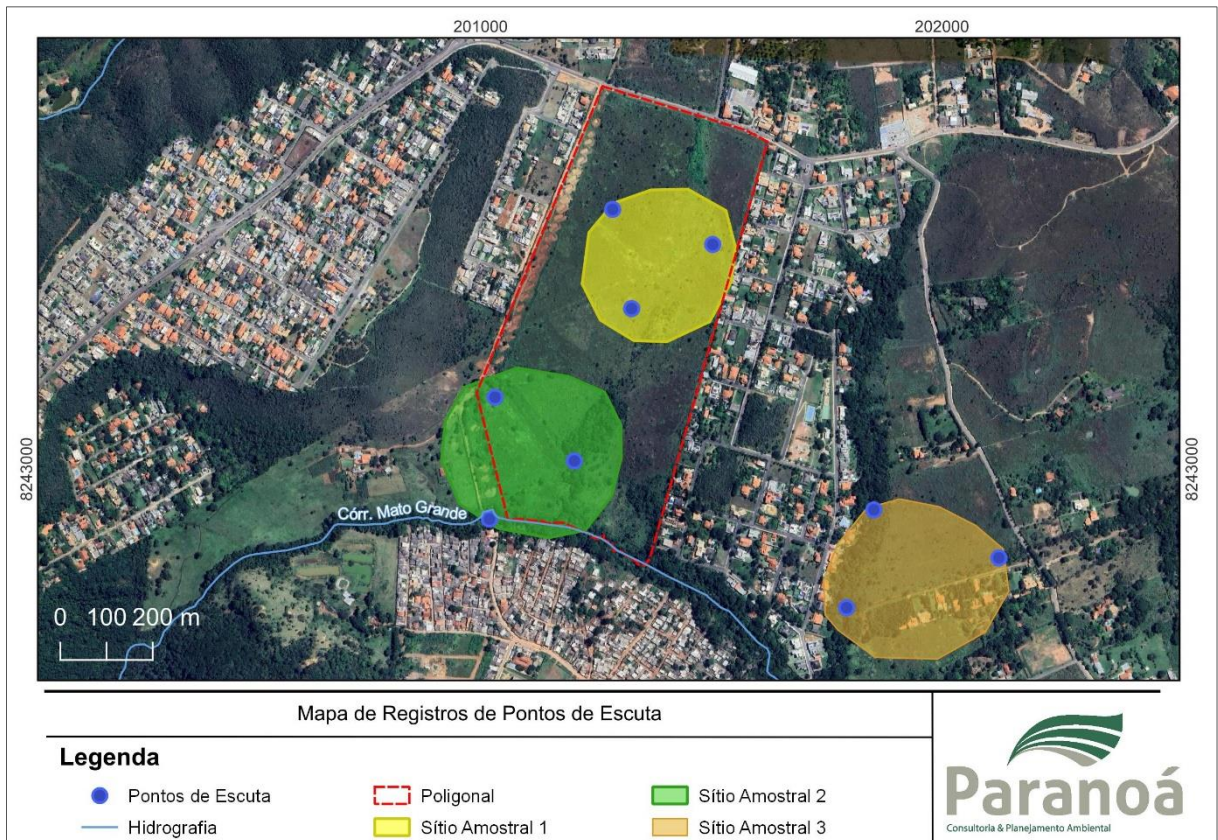 201000 202000
8243000 8243000
Córr. Mato Grande
0 100 200 m
Mapa de Registros de Pontos de Escuta
Legenda
Pontos de Escuta
Poligonal
Sítio Amostral 2
Hidrografia
Sítio Amostral 1
Sítio Amostral 3
Paranoá
Consultoria & Planejamento Ambiental